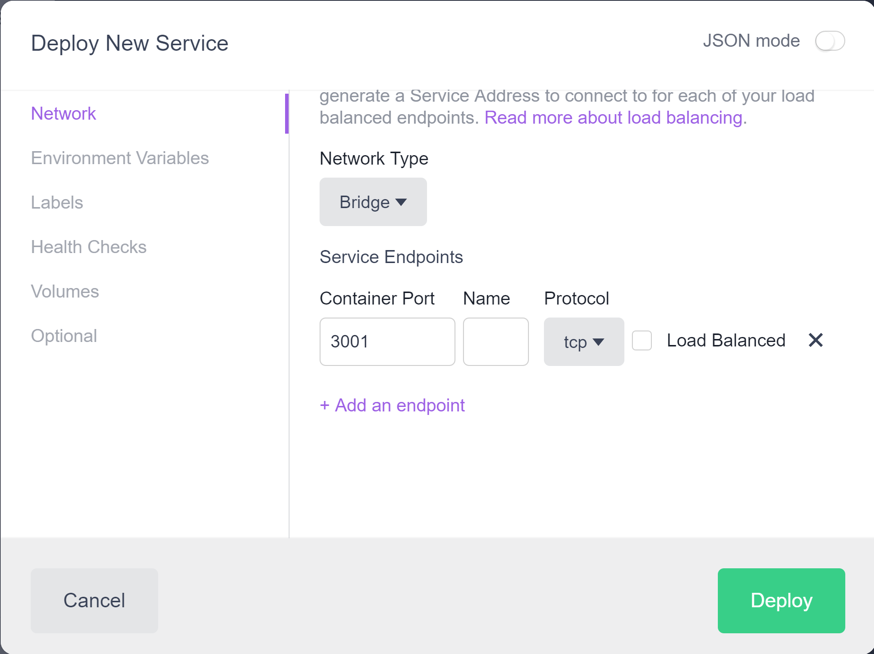 Deploy New Service
JSON mode
Network
Environment Variables
Labels
Health Checks
Volumes
Optional
generate a Service Address to connect to for each of your load
balanced endpoints. Read more about load balancing.
Network Type
Bridge
Service Endpoints
Container Port Name Protocol
3001 tcp Load Balanced
+ Add an endpoint
Cancel Deploy